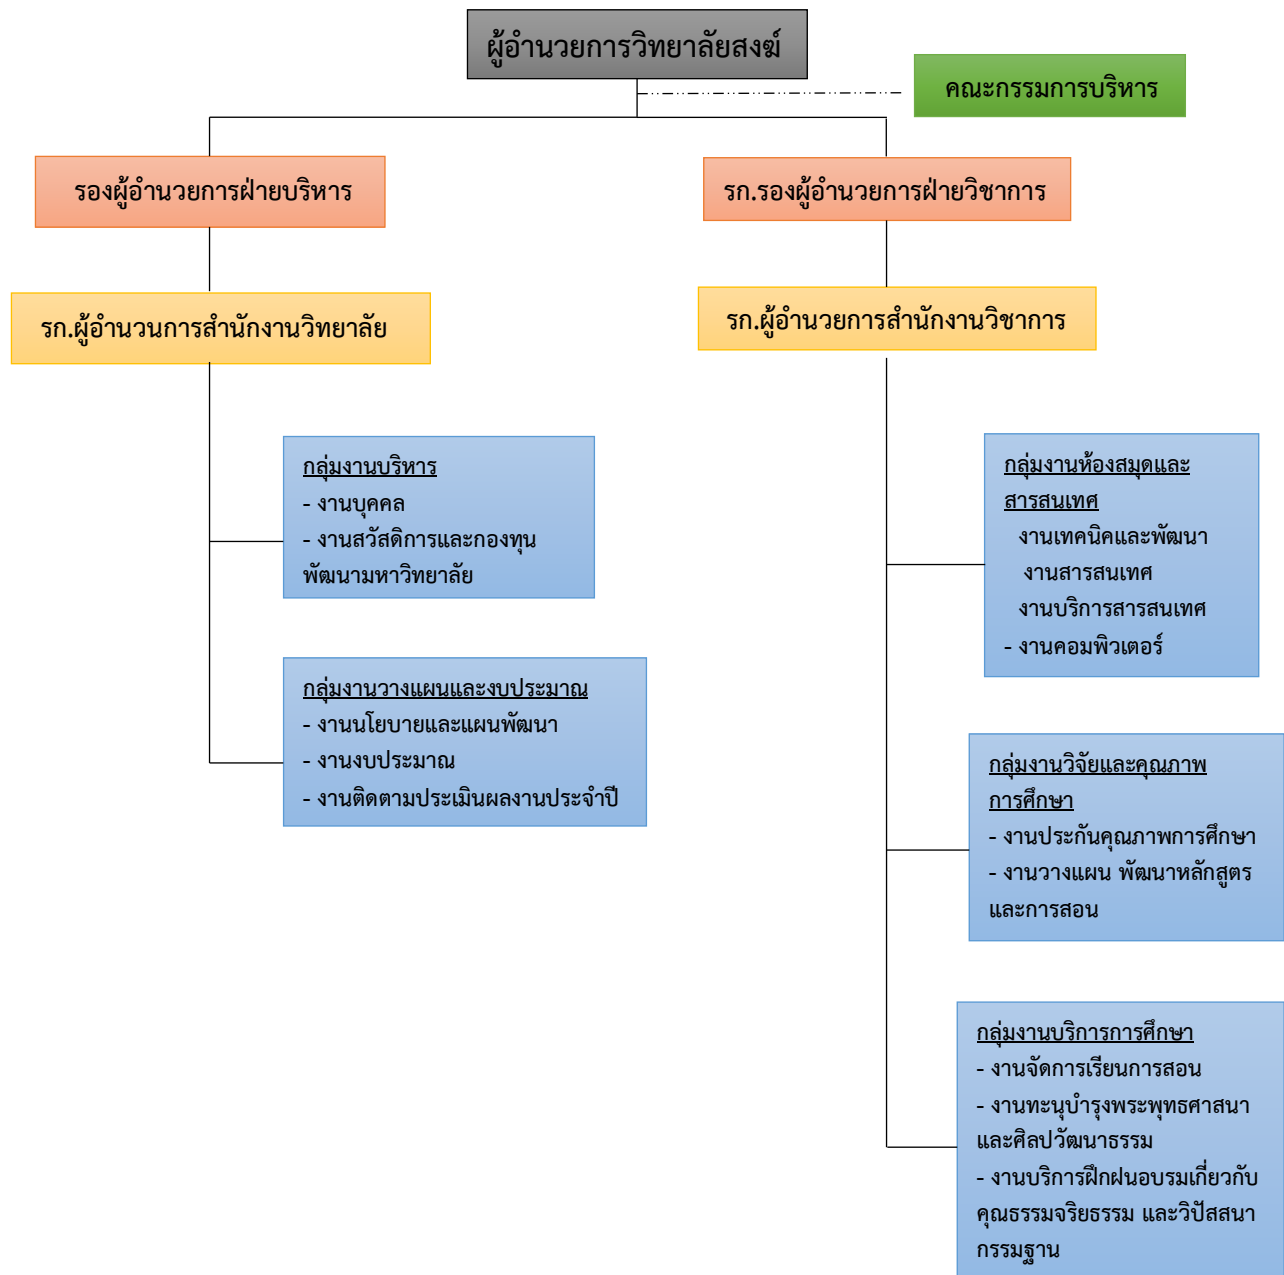 ผู้อำนวยการวิทยาลัยสงฆ์
คณะกรรมการบริหาร
รองผู้อำนวยการฝ่ายบริหาร
รก.รองผู้อำนวยการฝ่ายวิชาการ
รก.ผู้อำนวนการสำนักงานวิทยาลัย
รก.ผู้อำนวยการสำนักงานวิชาการ
กลุ่มงานบริหาร
- งานบุคคล
- งานสวัสดิการและกองทุน
พัฒนามหาวิทยาลัย
กลุ่มงานวางแผนและงบประมาณ
- งานนโยบายและแผนพัฒนา
- งานงบประมาณ
- งานติดตามประเมินผลงานประจำปี
กลุ่มงานห้องสมุดและ
สารสนเทศ
งานเทคนิคและพัฒนา
งานสารสนเทศ
งานบริการสารสนเทศ
- งานคอมพิวเตอร์
กลุ่มงานวิจัยและคุณภาพ
การศึกษา
- งานประกันคุณภาพการศึกษา
- งานวางแผน พัฒนาหลักสูตร
และการสอน
กลุ่มงานบริการการศึกษา
- งานจัดการเรียนการสอน
- งานทะนุบำรุงพระพุทธศาสนา
และศิลปวัฒนาธรรม
- งานบริการฝึกฝนอบรมเกี่ยวกับ
คุณธรรมจริยธรรม และวิปัสสนา
กรรมฐาน